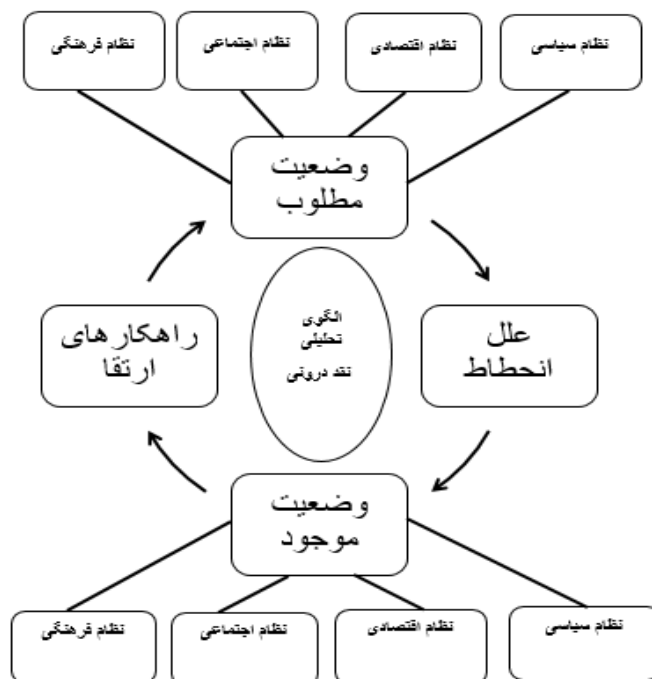 نظام سیاسی
نظام اقتصادی
نظام اجتماعی
نظام فرهنگی
وضعیت
مطلوب
علل
انحطاط
الگوی
تحلیلی
نقد درونی
راهکارهای
ارتقا
وضعیت
موجود
نظام سیاسی
نظام اقتصادی
نظام اجتماعی
نظام فرهنگی